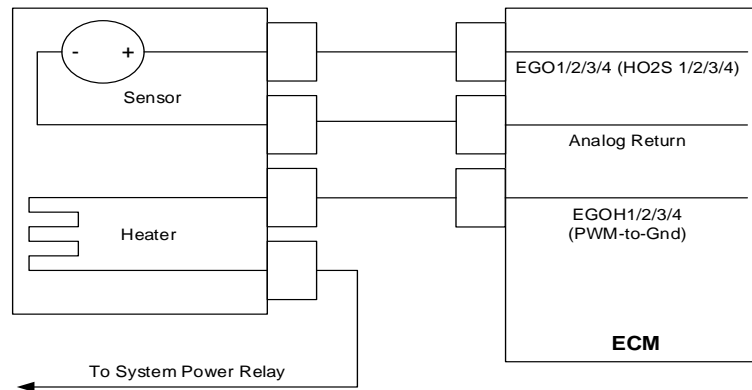 - +
Sensor
EGO1/2/3/4 (HO2S 1/2/3/4)
Analog Return
Heater
EGOH1/2/3/4
(PWM-to-Gnd)
ECM
To System Power Relay